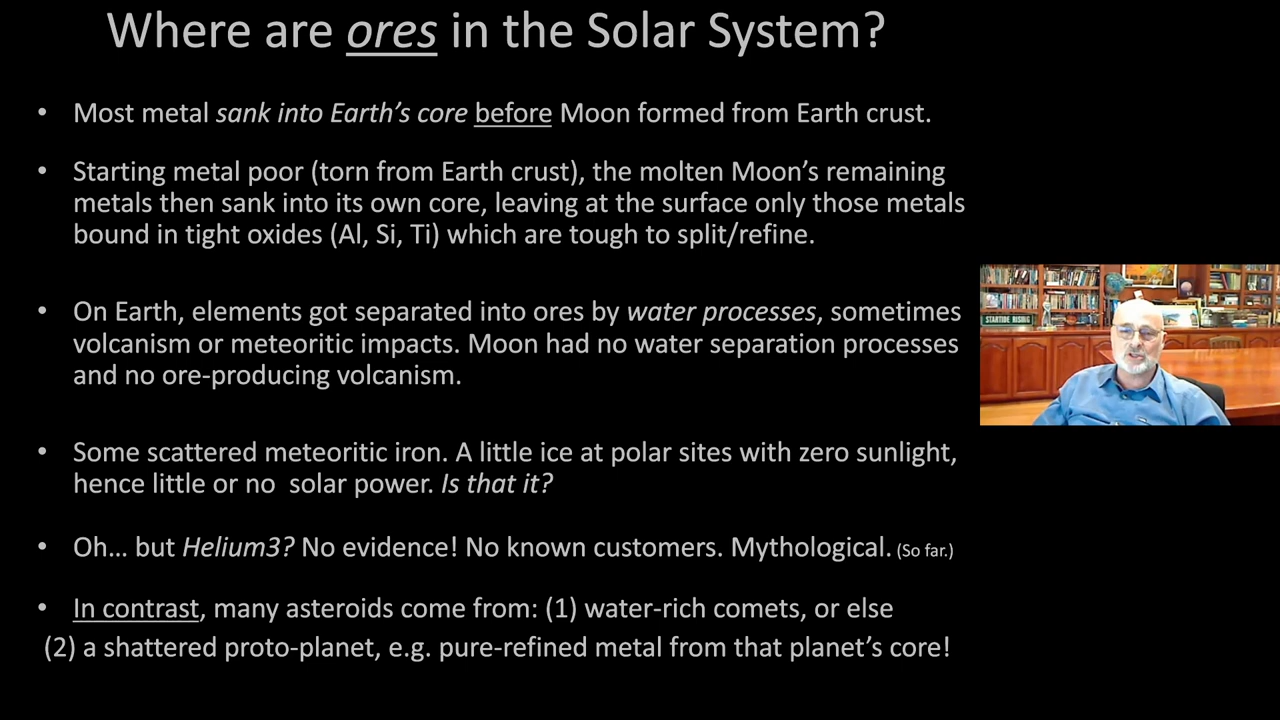 Where are ores in the Solar System?
• Most metal sank into Earth's core before Moon formed from Earth crust.
• Starting metal poor (torn from Earth crust), the molten Moon's remaining
metals then sank into its own core, leaving at the surface only those metals
bound in tight oxides (Al, Si, Ti) which are tough to split/refine.
• On Earth, elements got separated into ores by water processes, sometimes
volcanism or meteoritic impacts. Moon had no water separation processes
and no ore-producing volcanism.
• Some scattered meteoritic iron. A little ice at polar sites with zero sunlight,
hence little or no  solar power. Is that it?
• Oh… but Helium3? No evidence! No known customers. Mythological. (So far.)
• In contrast, many asteroids come from: (1) water-rich comets, or else
(2) a shattered proto-planet, e.g. pure-refined metal from that planet's core!
STARTIDE RISING